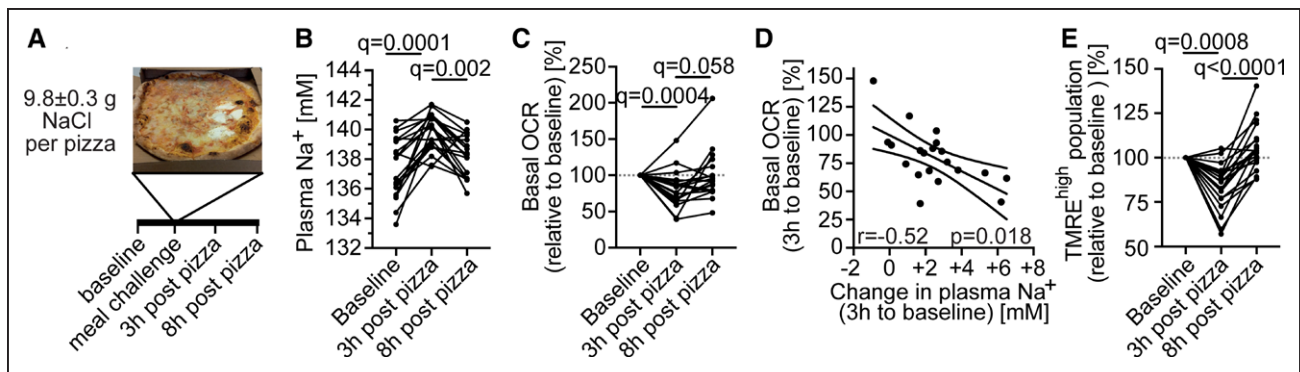 A
9.8±0.3 g
NaCl
per pizza
baseline
meal challenge
3h post pizza
8h post pizza
B
q=0.0001
q=0.002
Plasma Na+ [mM]
144
142
140
138
136
134
132
Baseline
3h post pizza
8h post pizza
C
q=0.058
q=0.0004
Basal OCR
(relative to baseline) [%]
250
200
150
100
50
0
Baseline
3h post pizza
8h post pizza
D
Basal OCR
(3h to baseline) [%]
150
125
100
75
50
25
0
r=-0.52
p=0.018
-2 0 +2 +4 +6 +8
Change in plasma Na+
(3h to baseline) [mM]
E
q=0.0008
q<0.0001
TMREhigh population
(relative to baseline ) [%]
150
125
100
75
50
Baseline
3h post pizza
8h post pizza